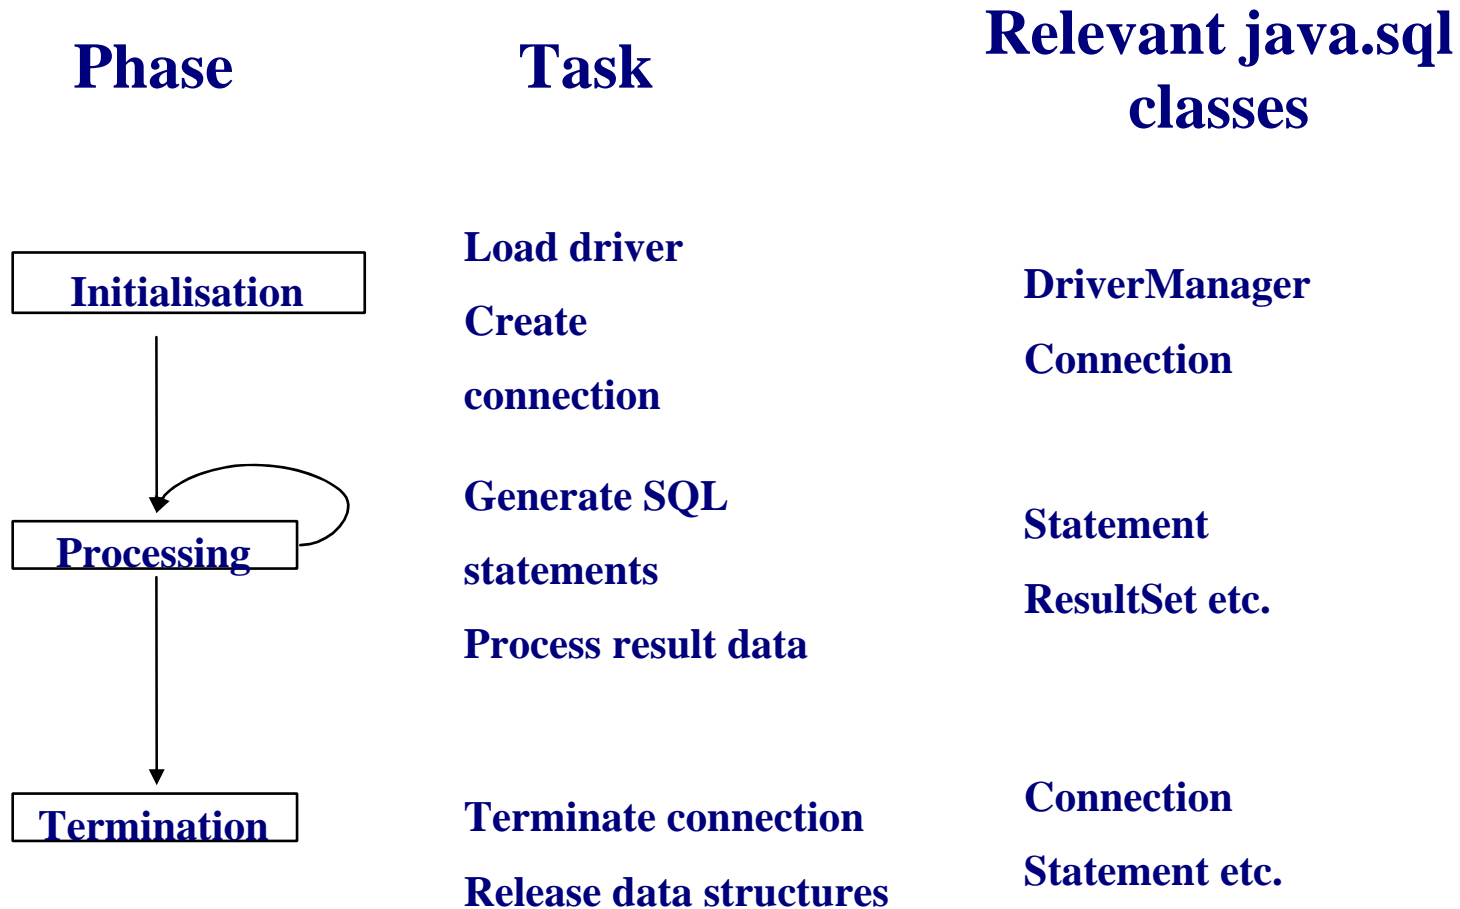 Phase
Task
Relevant java.sql
classes
Initialisation
Load driver
Create
connection
DriverManager
Connection
Processing
Generate SQL
statements
Process result data
Statement
ResultSet etc.
Termination
Terminate connection
Release data structures
Connection
Statement etc.